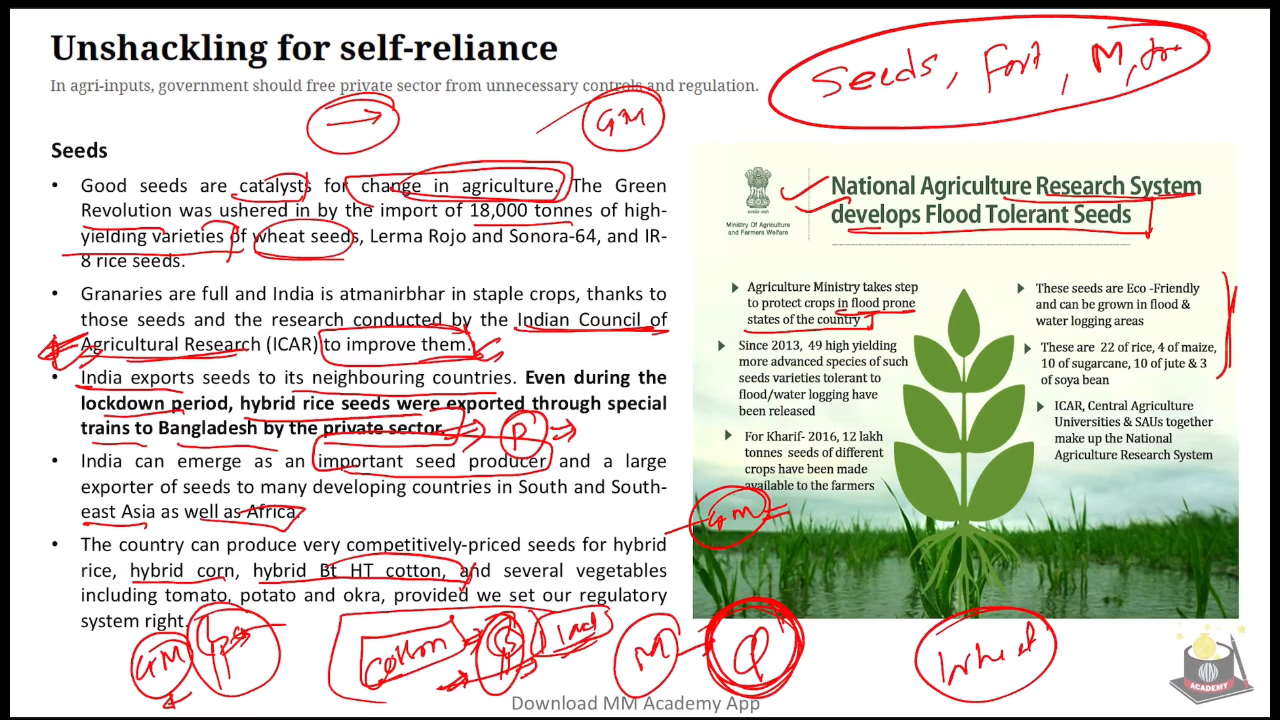 Unshackling for self-reliance
In agri-inputs, government should free private sector from unnecessary controls and regulation.
Seeds, Fert, M,
GM
Seeds
• Good seeds are catalysts for change in agriculture. The Green
Revolution was ushered in by the import of 18,000 tonnes of high-
yielding varieties of wheat seeds, Lerma Rojo and Sonora-64, and IR-
8 rice seeds.
• Granaries are full and India is atmanirbhar in staple crops, thanks to
those seeds and the research conducted by the Indian Council of
Agricultural Research (ICAR) to improve them.
• India exports seeds to its neighbouring countries. Even during the
lockdown period, hybrid rice seeds were exported through special
trains to Bangladesh by the private sector.
P
• India can emerge as an important seed producer and a large
exporter of seeds to many developing countries in South and South-
east Asia as well as Africa.
• The country can produce very competitively-priced seeds for hybrid
rice, hybrid corn, hybrid Bt HT cotton, and several vegetables
including tomato, potato and okra, provided we set our regulatory
system right.
Ministry Of Agriculture
and Farmers Welfare
National Agriculture Research System
develops Flood Tolerant Seeds
Agriculture Ministry takes step
to protect crops in flood prone
states of the country
Since 2013, 49 high yielding
more advanced species of such
seeds varieties tolerant to
flood/water logging have
been released
For Kharif- 2016, 12 lakh
tonnes seeds of different
crops have been made
available to the farmers
These seeds are Eco -Friendly
and can be grown in flood &
water logging areas
These are 22 of rice, 4 of maize,
10 of sugarcane, 10 of jute & 3
of soya bean
ICAR, Central Agriculture
Universities & SAUs together
make up the National
Agriculture Research System
GM
GM
Cotton
M
Wheat
ACADEMY
Download MM Academy App